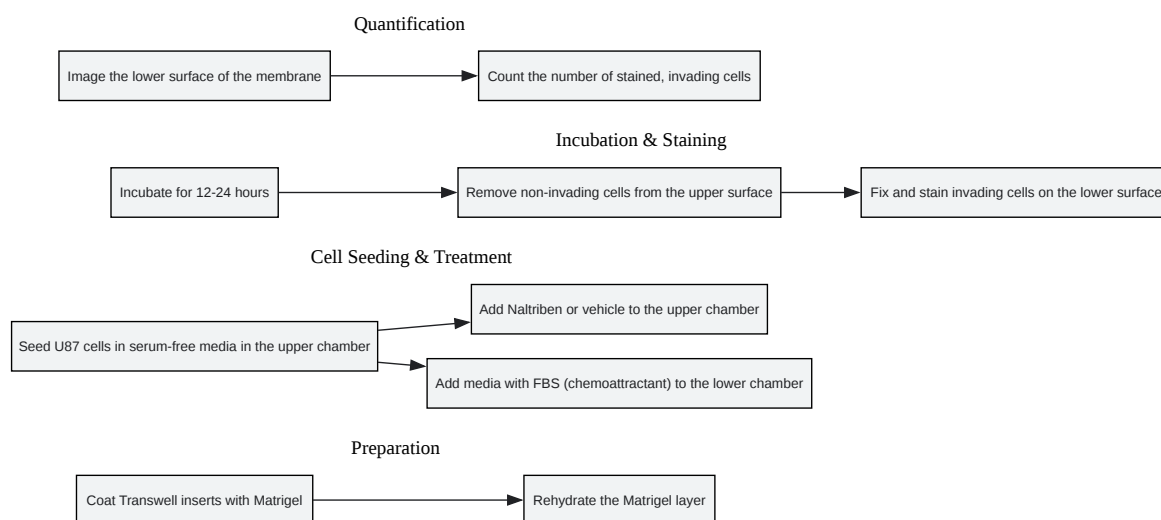 Quantification
Image the lower surface of the membrane
Count the number of stained, invading cells
Incubation & Staining
Incubate for 12-24 hours
Remove non-invading cells from the upper surface
Fix and stain invading cells on the lower surface
Cell Seeding & Treatment
Add Naltriben or vehicle to the upper chamber
Seed U87 cells in serum-free media in the upper chamber
Add media with FBS (chemoattractant) to the lower chamber
Preparation
Coat Transwell inserts with Matrigel
Rehydrate the Matrigel layer